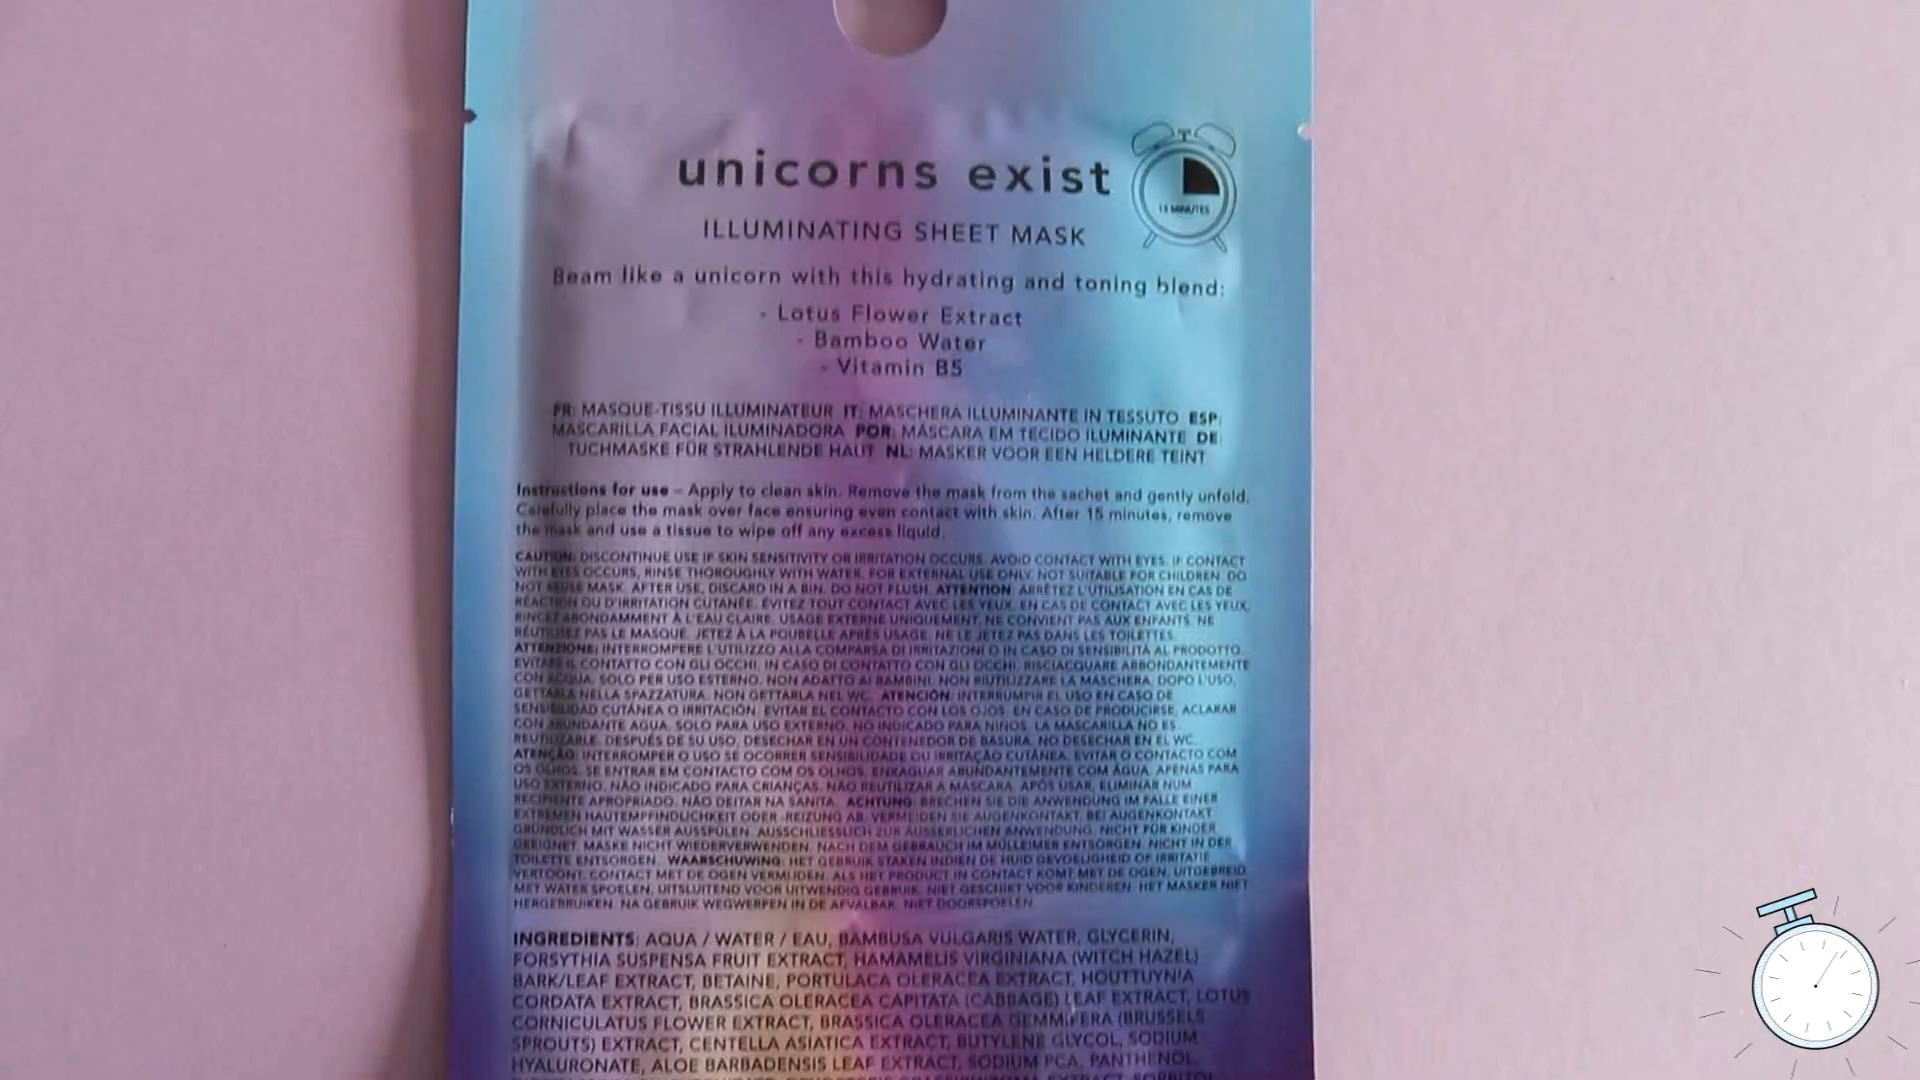 unicorns exist
15 MINUTES
ILLUMINATING SHEET MASK
Beam like a unicorn with this hydrating and toning blend:
- Lotus Flower Extract
- Bamboo Water
- Vitamin B5
FR: MASQUE-TISSU ILLUMINATEUR IT: MASCHERA ILLUMINANTE IN TESSUTO ESP:
MASCARILLA FACIAL ILUMINADORA POR: MÁSCARA EM TECIDO ILUMINANTE DE:
TUCHMASKE FÜR STRAHLENDE HAUT NL: MASKER VOOR EEN HELDERE TEINT
Instructions for use – Apply to clean skin. Remove the mask from the sachet and gently unfold.
Carefully place the mask over face ensuring even contact with skin. After 15 minutes, remove
the mask and use a tissue to wipe off any excess liquid.
CAUTION: DISCONTINUE USE IF SKIN SENSITIVITY OR IRRITATION OCCURS. AVOID CONTACT WITH EYES. IF CONTACT
WITH EYES OCCURS, RINSE THOROUGHLY WITH WATER. FOR EXTERNAL USE ONLY. NOT SUITABLE FOR CHILDREN. DO
NOT REUSE MASK. AFTER USE, DISCARD IN A BIN. DO NOT FLUSH. ATTENTION: ARRÊTEZ L'UTILISATION EN CAS DE
RÉACTION OU D'IRRITATION CUTANÉE. ÉVITEZ TOUT CONTACT AVEC LES YEUX. EN CAS DE CONTACT AVEC LES YEUX,
RINCEZ ABONDAMMENT À L'EAU CLAIRE. USAGE EXTERNE UNIQUEMENT. NE CONVIENT PAS AUX ENFANTS. NE
RÉUTILISEZ PAS LE MASQUE. JETEZ À LA POUBELLE APRÈS USAGE. NE LE JETEZ PAS DANS LES TOILETTES.
ATTENZIONE: INTERROMPERE L'UTILIZZO ALLA COMPARSA DI IRRITAZIONI O IN CASO DI SENSIBILITÀ AL PRODOTTO.
EVITARE IL CONTATTO CON GLI OCCHI. IN CASO DI CONTATTO CON GLI OCCHI, RISCIACQUARE ABBONDANTEMENTE
CON ACQUA. SOLO PER USO ESTERNO. NON ADATTO AI BAMBINI. NON RIUTILIZZARE LA MASCHERA. DOPO L'USO,
GETTARLA NELLA SPAZZATURA. NON GETTARLA NEL WC. ATENCIÓN: INTERRUMPIR EL USO EN CASO DE
SENSIBILIDAD CUTÁNEA O IRRITACIÓN. EVITAR EL CONTACTO CON LOS OJOS. EN CASO DE PRODUCIRSE, ACLARAR
CON ABUNDANTE AGUA. SOLO PARA USO EXTERNO. NO INDICADO PARA NIÑOS. LA MASCARILLA NO ES
REUTILIZABLE. DESPUÉS DE SU USO, DESECHAR EN UN CONTENEDOR DE BASURA. NO DESECHAR EN EL WC.
ATENÇÃO: INTERROMPER O USO SE OCORRER SENSIBILIDADE OU IRRITAÇÃO CUTÂNEA. EVITAR O CONTACTO COM
OS OLHOS. SE ENTRAR EM CONTACTO COM OS OLHOS, ENXAGUAR ABUNDANTEMENTE COM ÁGUA. APENAS PARA
USO EXTERNO. NÃO INDICADO PARA CRIANÇAS. NÃO REUTILIZAR A MÁSCARA. APÓS USAR, ELIMINAR NUM
RECIPIENTE APROPRIADO. NÃO DEITAR NA SANITA. ACHTUNG: BRECHEN SIE DIE ANWENDUNG IM FALLE EINER
EXTREMEN HAUTEMPFINDLICHKEIT ODER -REIZUNG AB. VERMEIDEN SIE AUGENKONTAKT. BEI AUGENKONTAKT
GRÜNDLICH MIT WASSER AUSSPÜLEN. AUSSCHLIESSLICH ZUR ÄUSSERLICHEN ANWENDUNG. NICHT FÜR KINDER
GEEIGNET. MASKE NICHT WIEDERVERWENDEN. NACH DEM GEBRAUCH IM MÜLLEIMER ENTSORGEN. NICHT IN DER
TOILETTE ENTSORGEN. WAARSCHUWING: HET GEBRUIK STAKEN INDIEN DE HUID GEVOELIGHEID OF IRRITATIE
VERTOONT. CONTACT MET DE OGEN VERMIJDEN. ALS HET PRODUCT IN CONTACT KOMT MET DE OGEN, UITGEBREID
MET WATER SPOELEN. UITSLUITEND VOOR UITWENDIG GEBRUIK. NIET GESCHIKT VOOR KINDEREN. HET MASKER NIET
HERGEBRUIKEN. NA GEBRUIK WEGWERPEN IN DE AFVALBAK. NIET DOORSPOELEN.
INGREDIENTS: AQUA / WATER / EAU, BAMBUSA VULGARIS WATER, GLYCERIN,
FORSYTHIA SUSPENSA FRUIT EXTRACT, HAMAMELIS VIRGINIANA (WITCH HAZEL)
BARK/LEAF EXTRACT, BETAINE, PORTULACA OLERACEA EXTRACT, HOUTTUYNIA
CORDATA EXTRACT, BRASSICA OLERACEA CAPITATA (CABBAGE) LEAF EXTRACT, LOTUS
CORNICULATUS FLOWER EXTRACT, BRASSICA OLERACEA GEMMIFERA (BRUSSELS
SPROUTS) EXTRACT, CENTELLA ASIATICA EXTRACT, BUTYLENE GLYCOL, SODIUM
HYALURONATE, ALOE BARBADENSIS LEAF EXTRACT, SODIUM PCA, PANTHENOL,